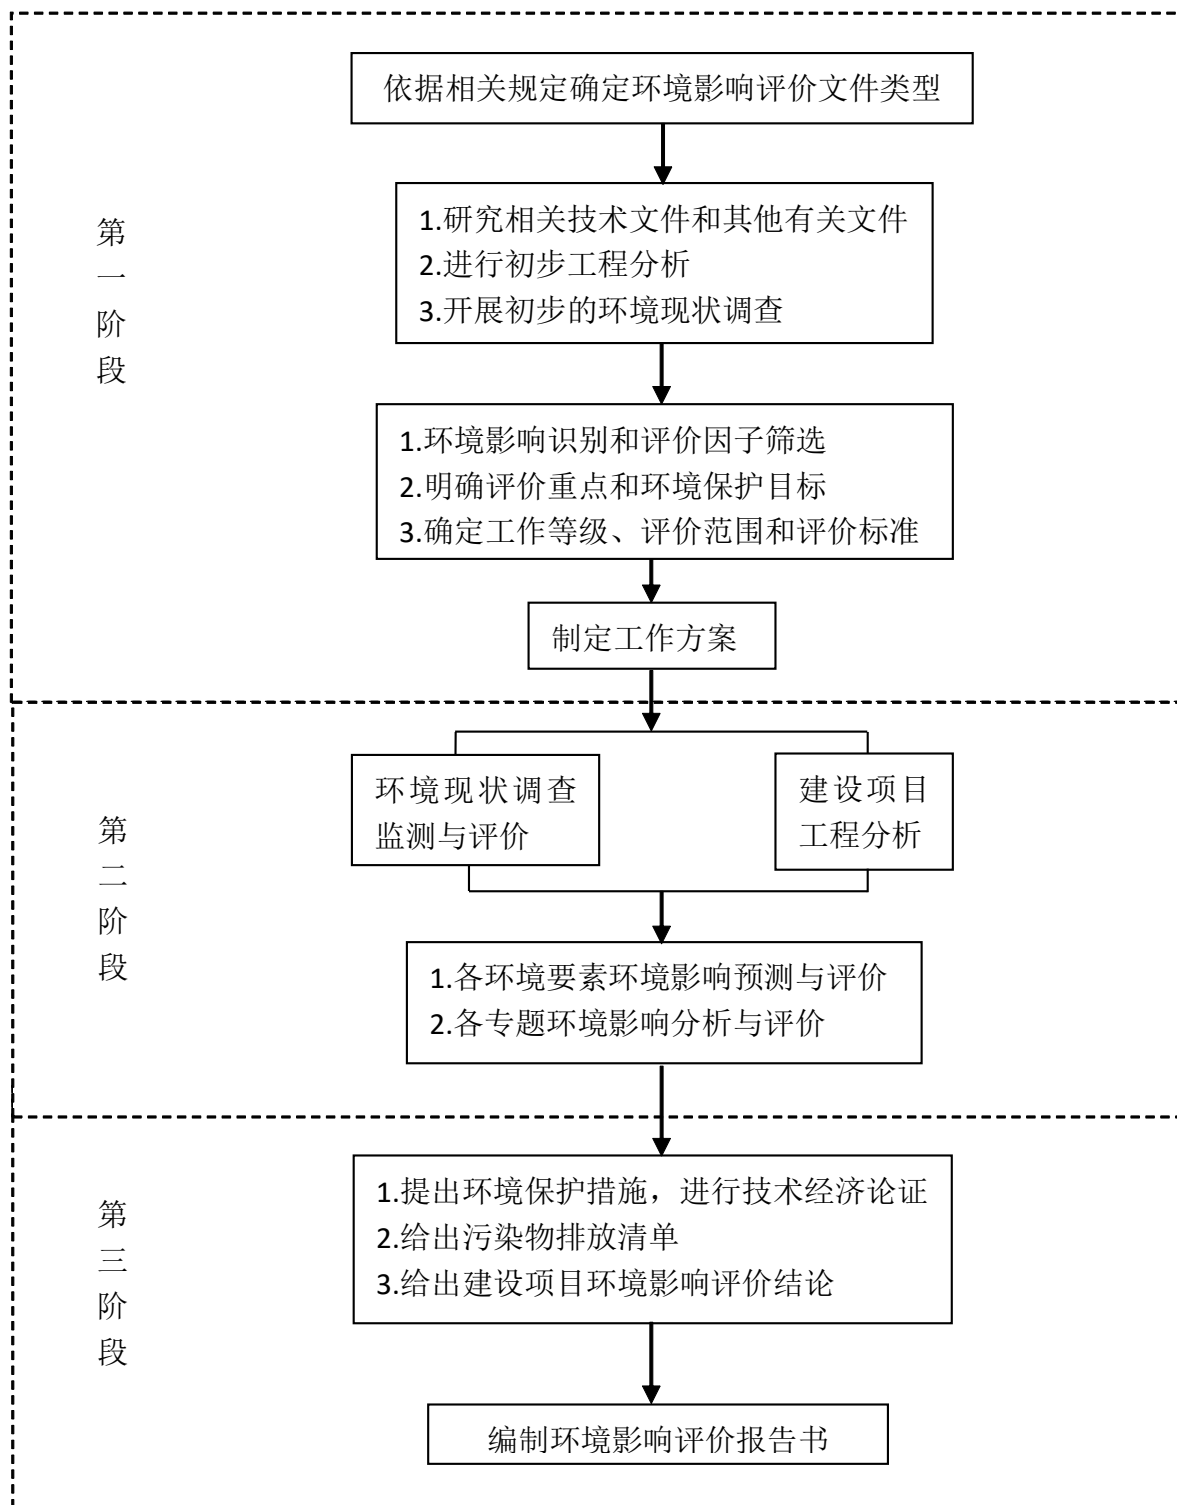 依据相关规定确定环境影响评价文件类型
第一阶段
1.研究相关技术文件和其他有关文件
2.进行初步工程分析
3.开展初步的环境现状调查
1.环境影响识别和评价因子筛选
2.明确评价重点和环境保护目标
3.确定工作等级、评价范围和评价标准
制定工作方案
第二阶段
环境现状调查
监测与评价
建设项目
工程分析
1.各环境要素环境影响预测与评价
2.各专题环境影响分析与评价
第三阶段
1.提出环境保护措施，进行技术经济论证
2.给出污染物排放清单
3.给出建设项目环境影响评价结论
编制环境影响评价报告书